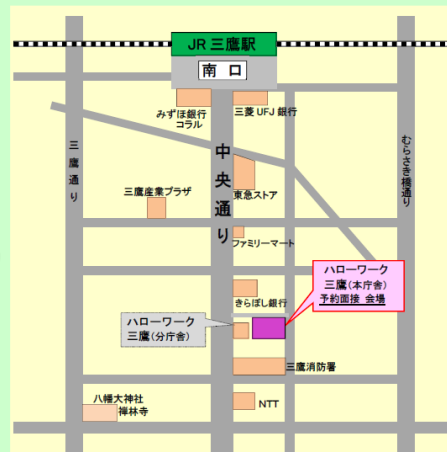 JR 三鷹駅
南 口
みずほ銀行
コラル
三菱 UFJ 銀行
三鷹通り
中央通り
むらさき橋通り
三鷹産業プラザ
東急ストア
ファミリーマート
ハローワーク
三鷹(本庁舎)
予約面接 会場
きらぼし銀行
ハローワーク
三鷹(分庁舎)
三鷹消防署
八幡大神社
禅林寺
NTT